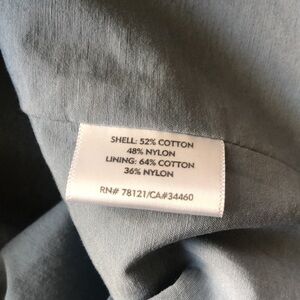 SHELL: 52% COTTON
48% NYLON
LINING: 64% COTTON
36% NYLON
RN# 78121/CA#34460